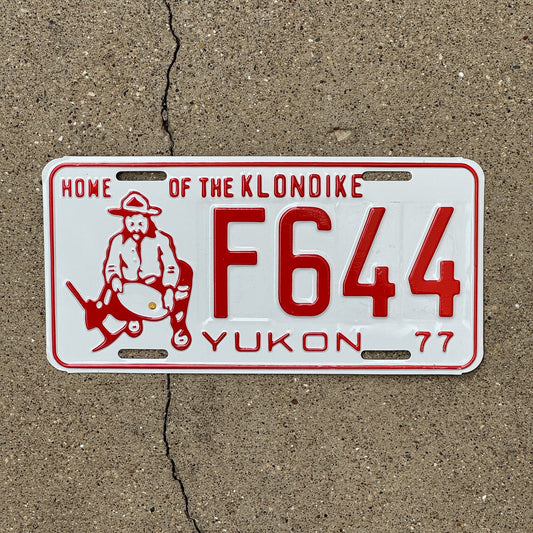 HOME OF THE KLONDIKE
F644
YUKON 77